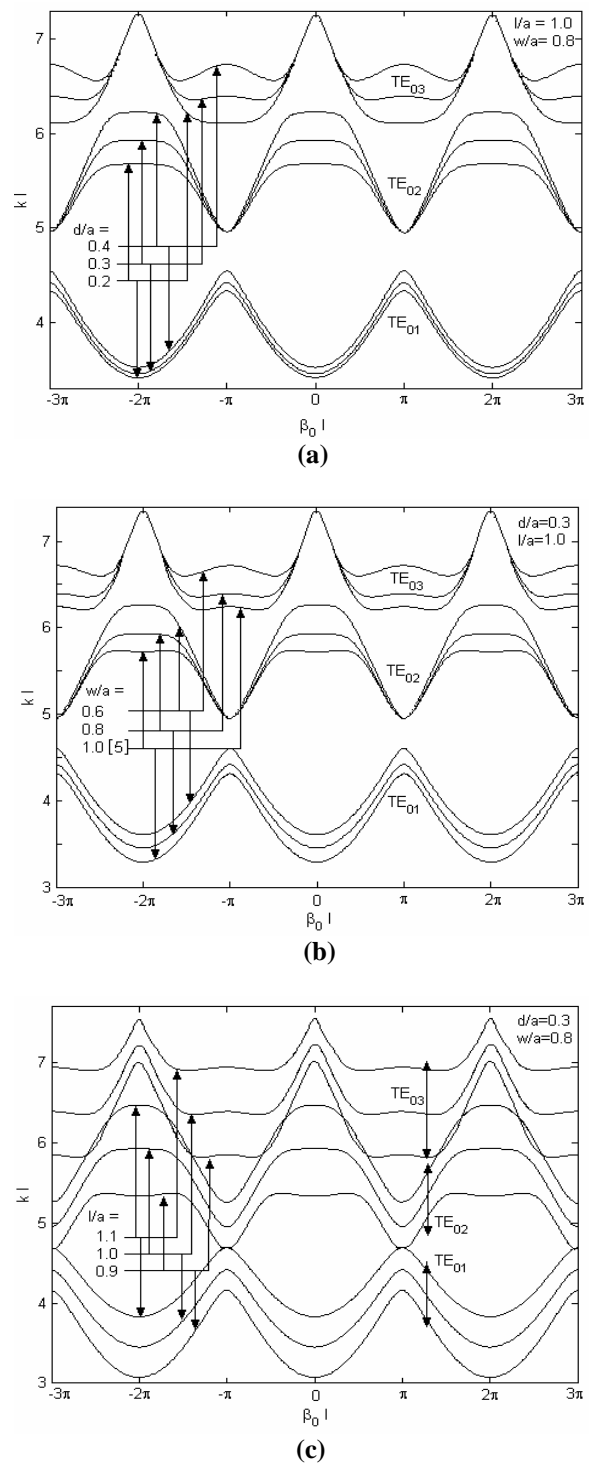 7
l/a = 1.0
w/a= 0.8
TE03
6
k l
TE02
5
d/a =
0.4
0.3
0.2
TE01
4
-3π -2π -π 0 π 2π 3π
β0 l
(a)
7
d/a=0.3
l/a=1.0
TE03
6
k l
TE02
w/a =
0.6
0.8
1.0 [5]
5
TE01
4
3
-3π -2π -π 0 π 2π 3π
β0 l
(b)
7
d/a=0.3
w/a=0.8
TE03
6
k l
l/a =
1.1
1.0
0.9
5
TE02
TE01
4
3
-3π -2π -π 0 π 2π 3π
β0 l
(c)